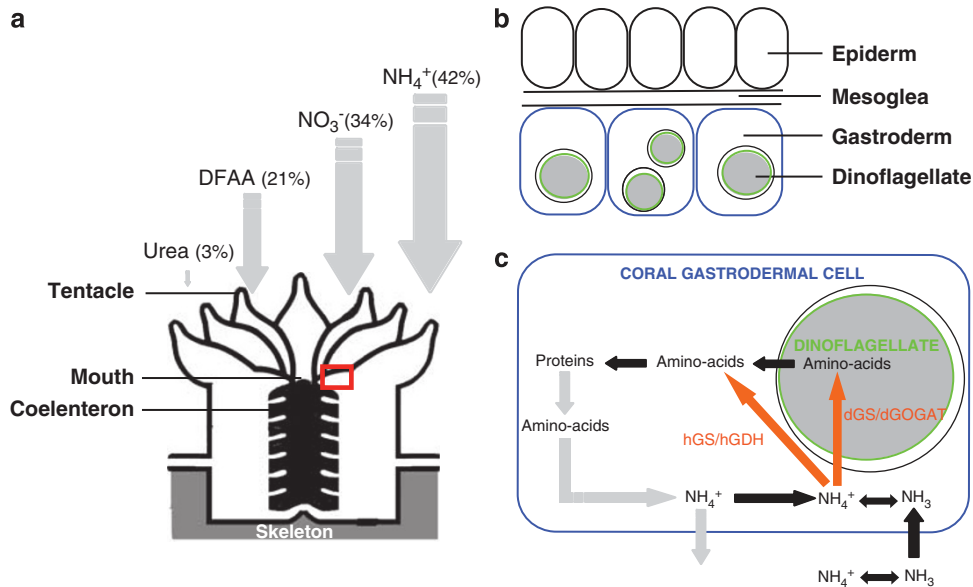 a
NH₄⁺ (42%)
NO₃⁻ (34%)
DFAA (21%)
Urea (3%)
Tentacle
Mouth
Coelenteron
Skeleton
b
Epiderm
Mesoglea
Gastroderm
Dinoflagellate
c
CORAL GASTRODERMAL CELL
DINOFLAGELLATE
Proteins
Amino-acids
Amino-acids
Amino-acids
hGS/hGDH
dGS/dGOGAT
NH₄⁺
NH₄⁺
NH₃
NH₄⁺
NH₃